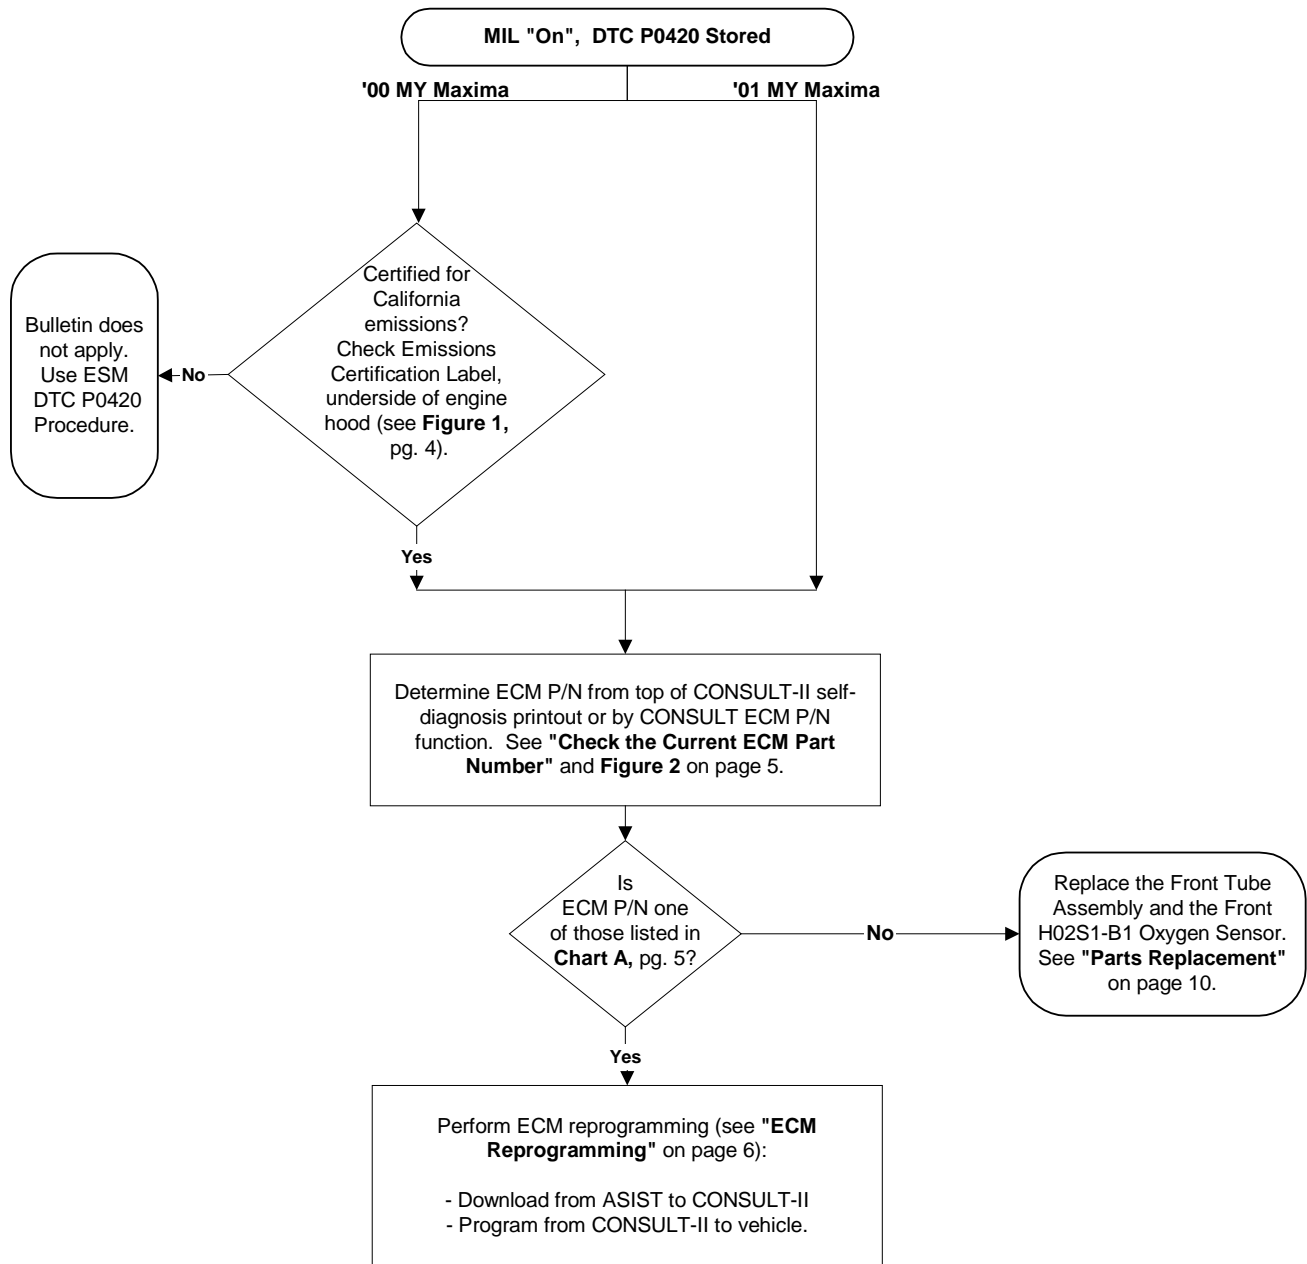 MIL "On", DTC P0420 Stored
'00 MY Maxima
'01 MY Maxima
Certified for
California
emissions?
Check Emissions
Certification Label,
underside of engine
hood (see Figure 1,
pg. 4).
No
Bulletin does
not apply.
Use ESM
DTC P0420
Procedure.
Yes
Determine ECM P/N from top of CONSULT-II self-
diagnosis printout or by CONSULT ECM P/N
function. See "Check the Current ECM Part
Number" and Figure 2 on page 5.
Is
ECM P/N one
of those listed in
Chart A, pg. 5?
No
Replace the Front Tube
Assembly and the Front
H02S1-B1 Oxygen Sensor.
See "Parts Replacement"
on page 10.
Yes
Perform ECM reprogramming (see "ECM
Reprogramming" on page 6):
- Download from ASIST to CONSULT-II
- Program from CONSULT-II to vehicle.